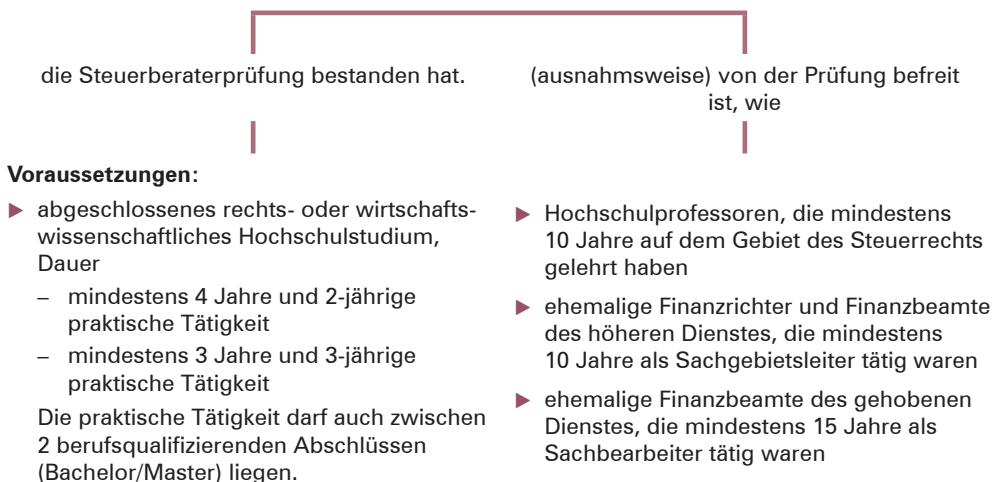 die Steuerberaterprüfung bestanden hat.
(ausnahmsweise) von der Prüfung befreit
ist, wie
Voraussetzungen:
▶ abgeschlossenes rechts- oder wirtschafts-
wissenschaftliches Hochschulstudium,
Dauer
– mindestens 4 Jahre und 2-jährige
praktische Tätigkeit
– mindestens 3 Jahre und 3-jährige
praktische Tätigkeit
Die praktische Tätigkeit darf auch zwischen
2 berufsqualifizierenden Abschlüssen
(Bachelor/Master) liegen.
▶ Hochschulprofessoren, die mindestens
10 Jahre auf dem Gebiet des Steuerrechts
gelehrt haben
▶ ehemalige Finanzrichter und Finanzbeamte
des höheren Dienstes, die mindestens
10 Jahre als Sachgebietsleiter tätig waren
▶ ehemalige Finanzbeamte des gehobenen
Dienstes, die mindestens 15 Jahre als
Sachbearbeiter tätig waren